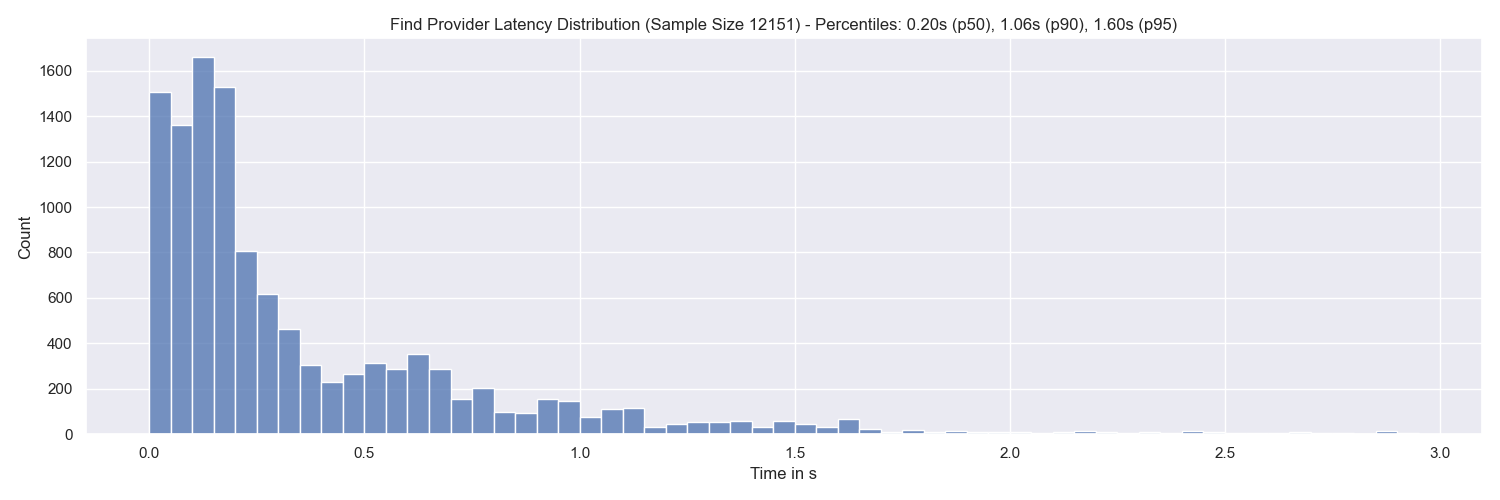 Find Provider Latency Distribution (Sample Size 12151) - Percentiles: 0.20s (p50), 1.06s (p90), 1.60s (p95)
1600
1400
1200
1000
800
600
400
200
0
Count
0.0 0.5 1.0 1.5 2.0 2.5 3.0
Time in s